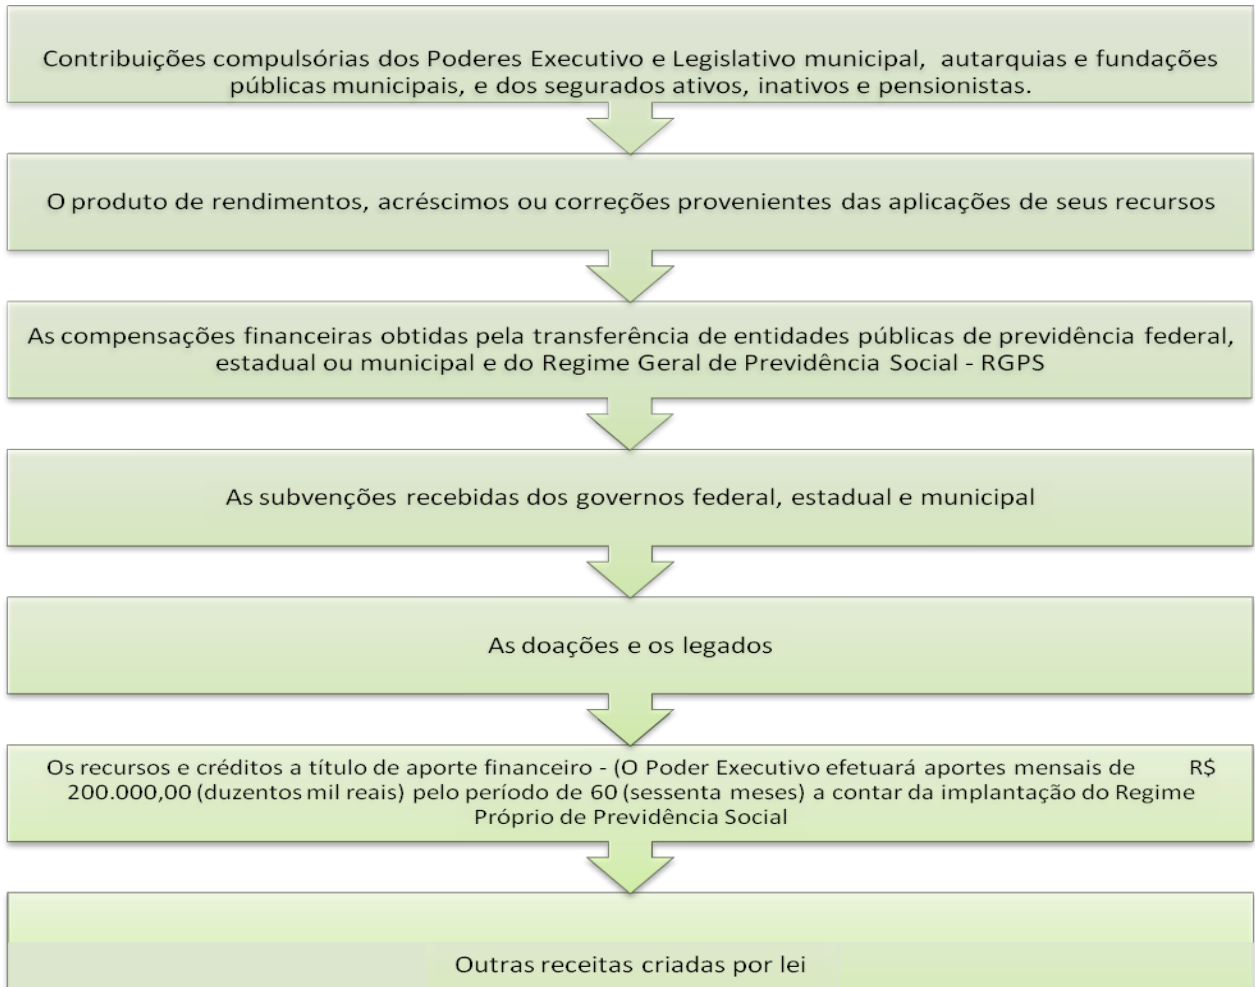 Contribuições compulsórias dos Poderes Executivo e Legislativo municipal, autarquias e fundações
públicas municipais, e dos segurados ativos, inativos e pensionistas.
O produto de rendimentos, acréscimos ou correções provenientes das aplicações de seus recursos
As compensações financeiras obtidas pela transferência de entidades públicas de previdência federal,
estadual ou municipal e do Regime Geral de Previdência Social - RGPS
As subvenções recebidas dos governos federal, estadual e municipal
As doações e os legados
Os recursos e créditos a título de aporte financeiro - (O Poder Executivo efetuará aportes mensais de R$
200.000,00 (duzentos mil reais) pelo período de 60 (sessenta meses) a contar da implantação do Regime
Próprio de Previdência Social
Outras receitas criadas por lei